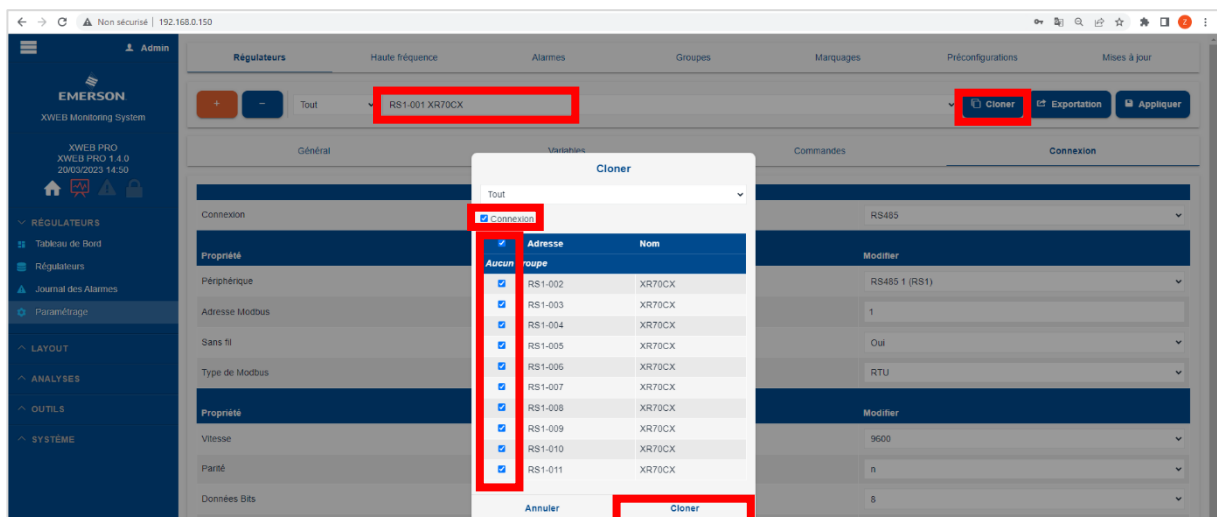 Non sécurisé | 192.168.0.150
Z
Admin
EMERSON
XWEB Monitoring System
XWEB PRO
XWEB PRO 1.4.0
20/03/2023 14:50
RÉGULATEURS
Tableau de Bord
Régulateurs
Journal des Alarmes
Paramétrage
LAYOUT
ANALYSES
OUTILS
SYSTÈME
Régulateurs Haute fréquence Alarmes Groupes Marquages Préconfigurations Mises à jour
+ - Tout RS1-001 XR70CX Cloner Exportation Appliquer
Général Variables Commandes Connexion
Connexion RS485
Propriété Modifier
Périphérique RS485 1 (RS1)
Adresse Modbus 1
Sans fil Oui
Type de Modbus RTU
Propriété Modifier
Vitesse 9600
Parité n
Données Bits 8
Cloner
Tout
Connexion
Adresse Nom
Aucun roupe
RS1-002 XR70CX
RS1-003 XR70CX
RS1-004 XR70CX
RS1-005 XR70CX
RS1-006 XR70CX
RS1-007 XR70CX
RS1-008 XR70CX
RS1-009 XR70CX
RS1-010 XR70CX
RS1-011 XR70CX
Annuler Cloner